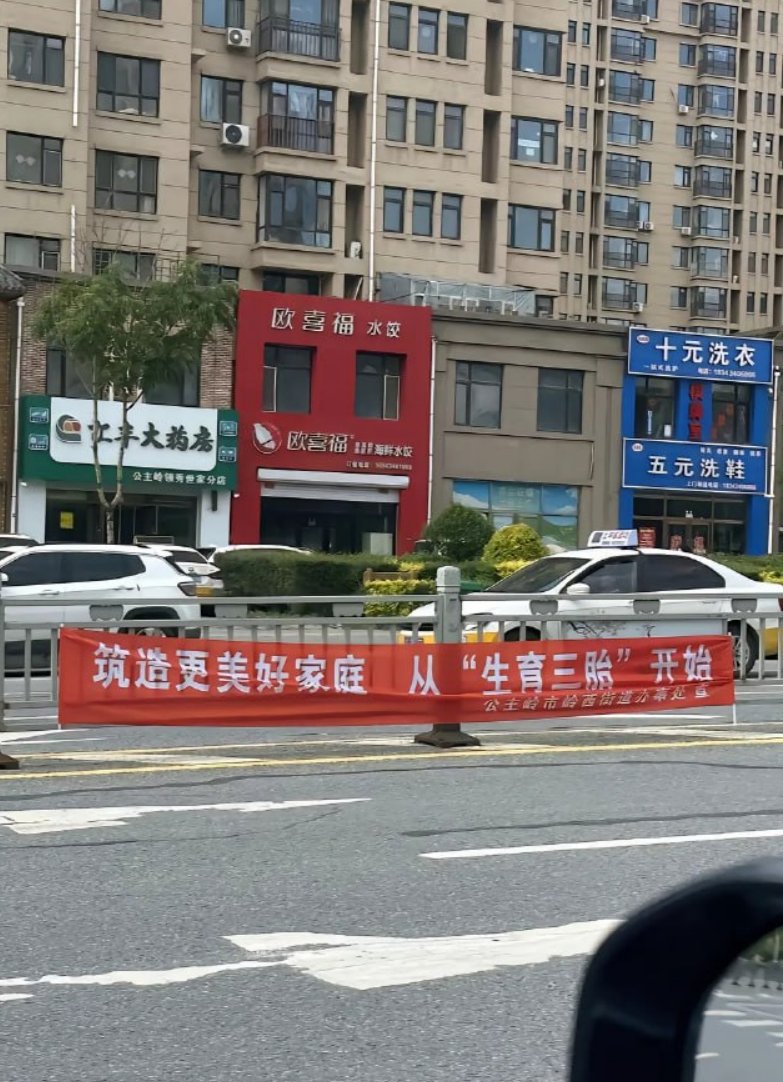 欧喜福 水饺
十元洗衣
汇丰大药房
公主岭领秀世家分店
欧喜福
海鲜水饺
五元洗鞋
筑造更美好家庭 从“生育三胎”开始
公主岭市岭西街道办事处宣